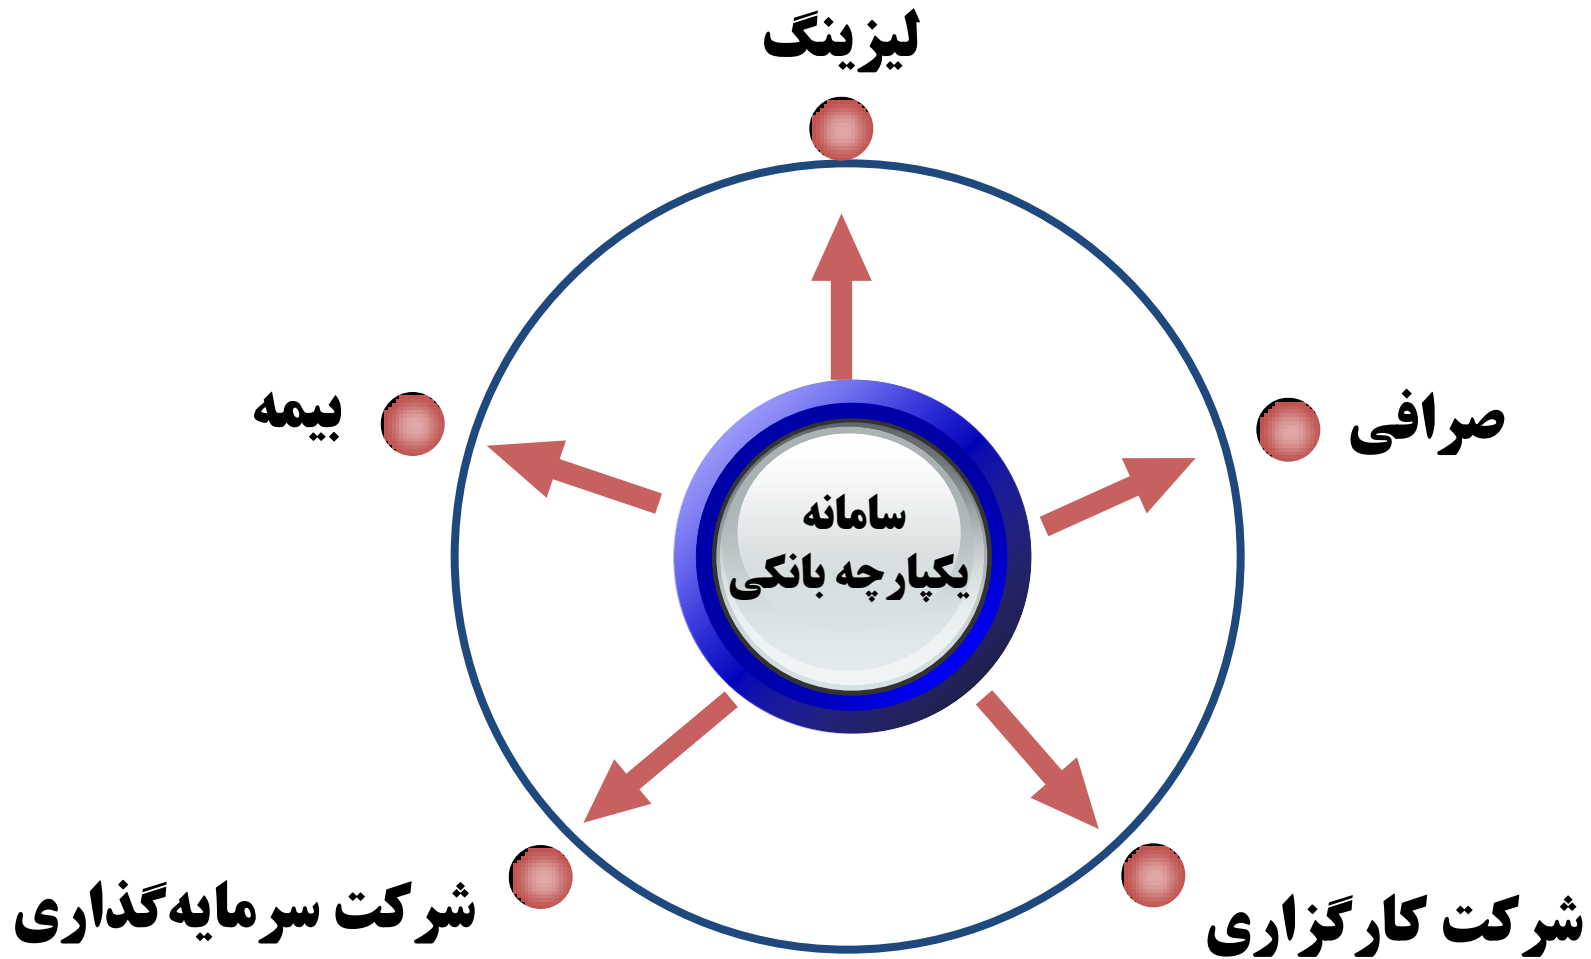 لیزینگ
صرافی
بیمه
سامانه
یکپارچه بانکی
شرکت کارگزاری
شرکت سرمایه‌گذاری